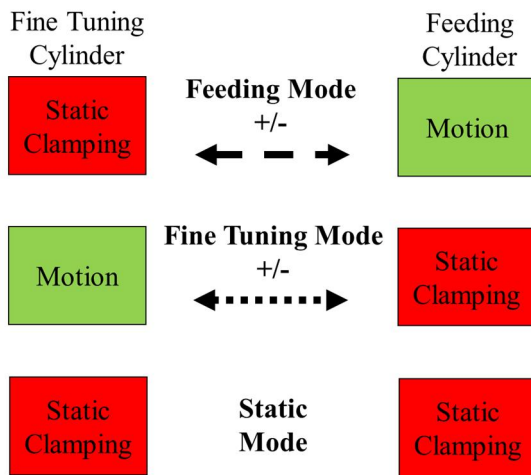 Fine Tuning
Cylinder
Feeding
Cylinder
Static
Clamping
Feeding Mode
+/-
Motion
Motion
Fine Tuning Mode
+/-
Static
Clamping
Static
Clamping
Static
Mode
Static
Clamping